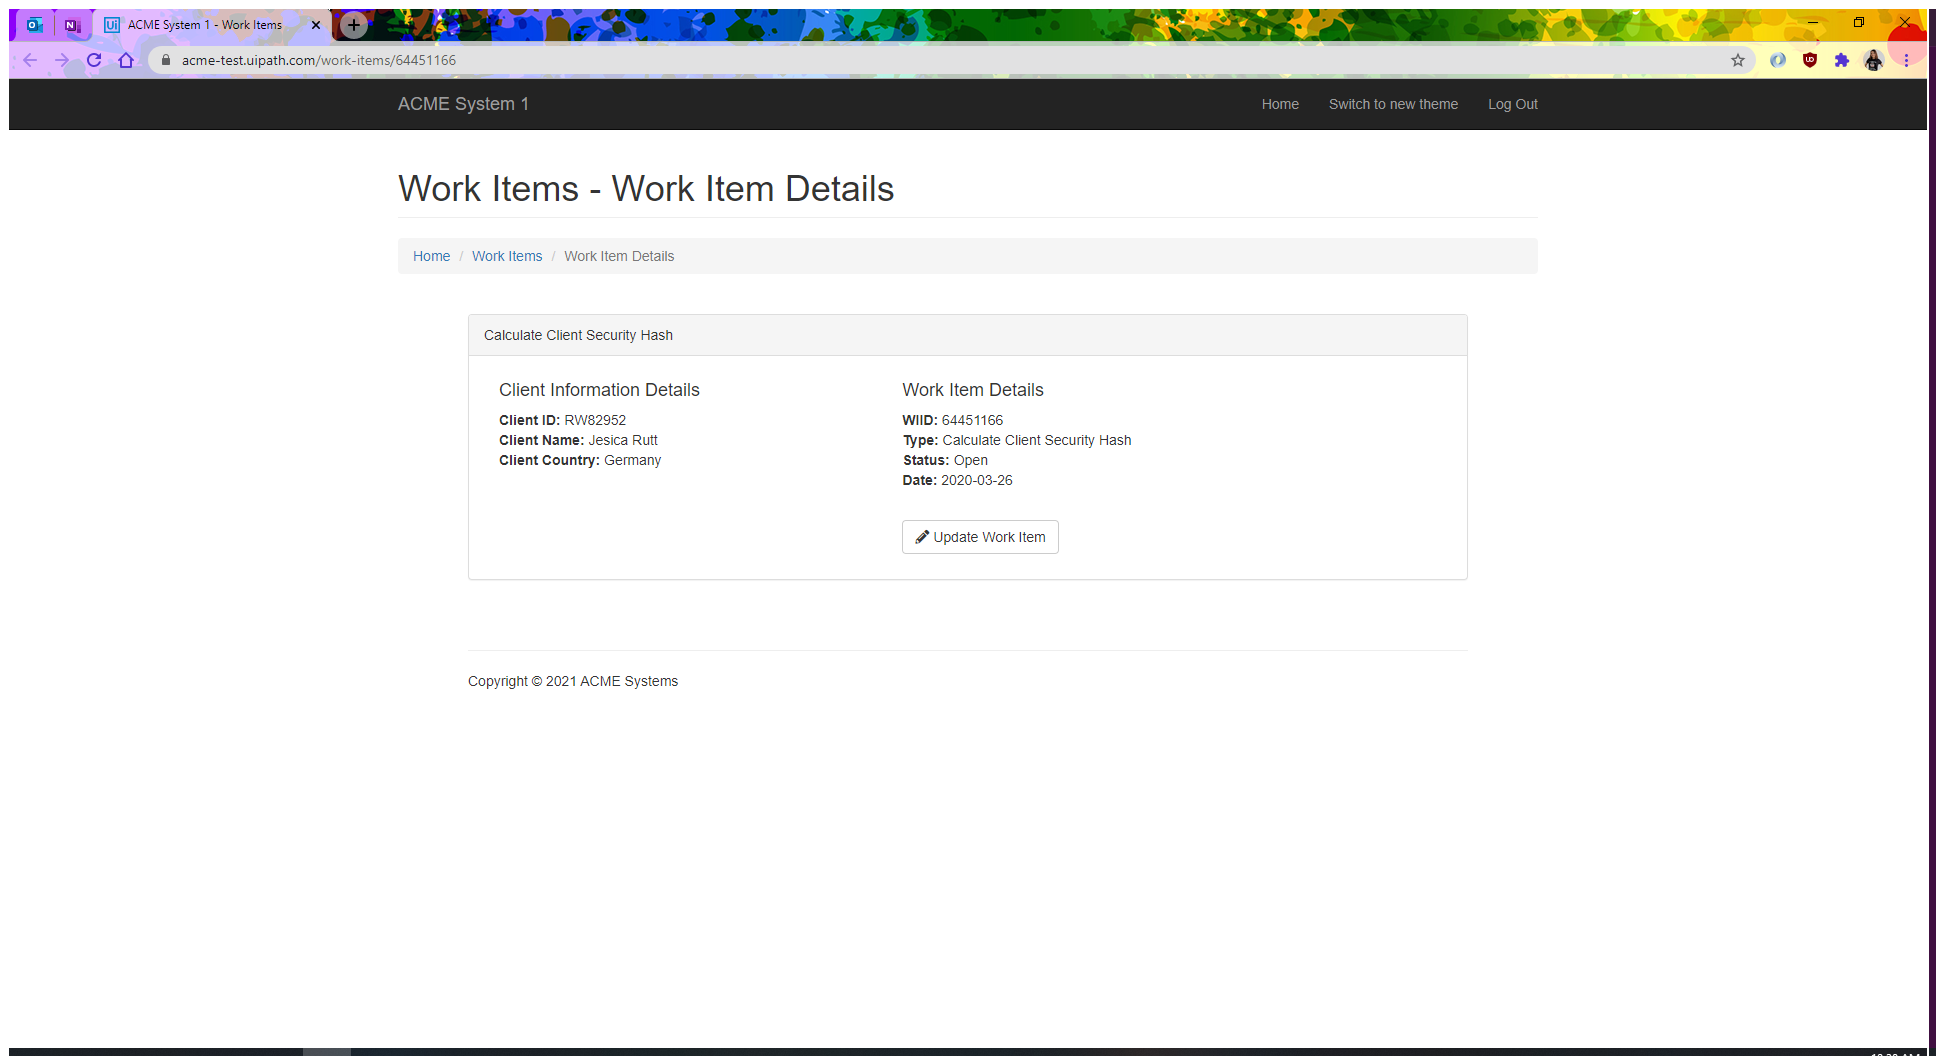 ACME System 1 - Work Items
acme-test.uipath.com/work-items/64451166
ACME System 1 Home Switch to new theme Log Out
Work Items - Work Item Details
Home / Work Items / Work Item Details
Calculate Client Security Hash
Client Information Details
Client ID: RW82952
Client Name: Jesica Rutt
Client Country: Germany
Work Item Details
WIID: 64451166
Type: Calculate Client Security Hash
Status: Open
Date: 2020-03-26
Update Work Item
Copyright © 2021 ACME Systems